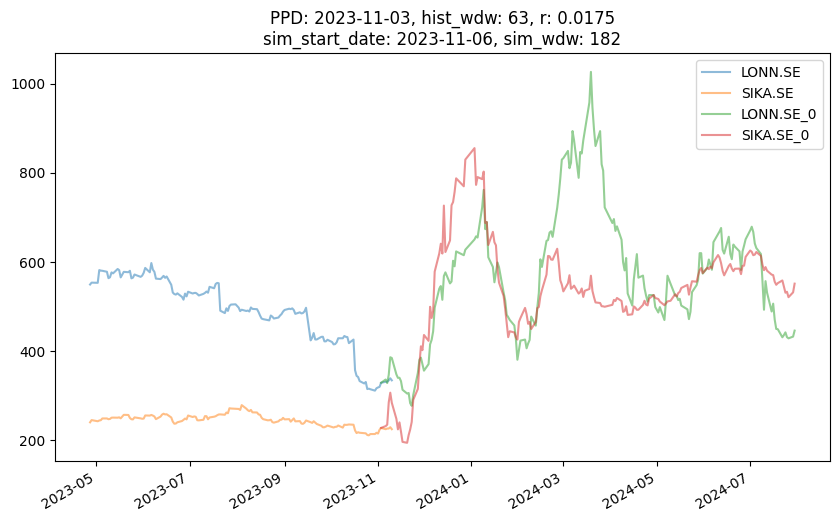 PPD: 2023-11-03, hist_wdw: 63, r: 0.0175
sim_start_date: 2023-11-06, sim_wdw: 182
LONN.SE
SIKA.SE
LONN.SE_0
SIKA.SE_0
1000
800
600
400
200
2023-05
2023-07
2023-09
2023-11
2024-01
2024-03
2024-05
2024-07